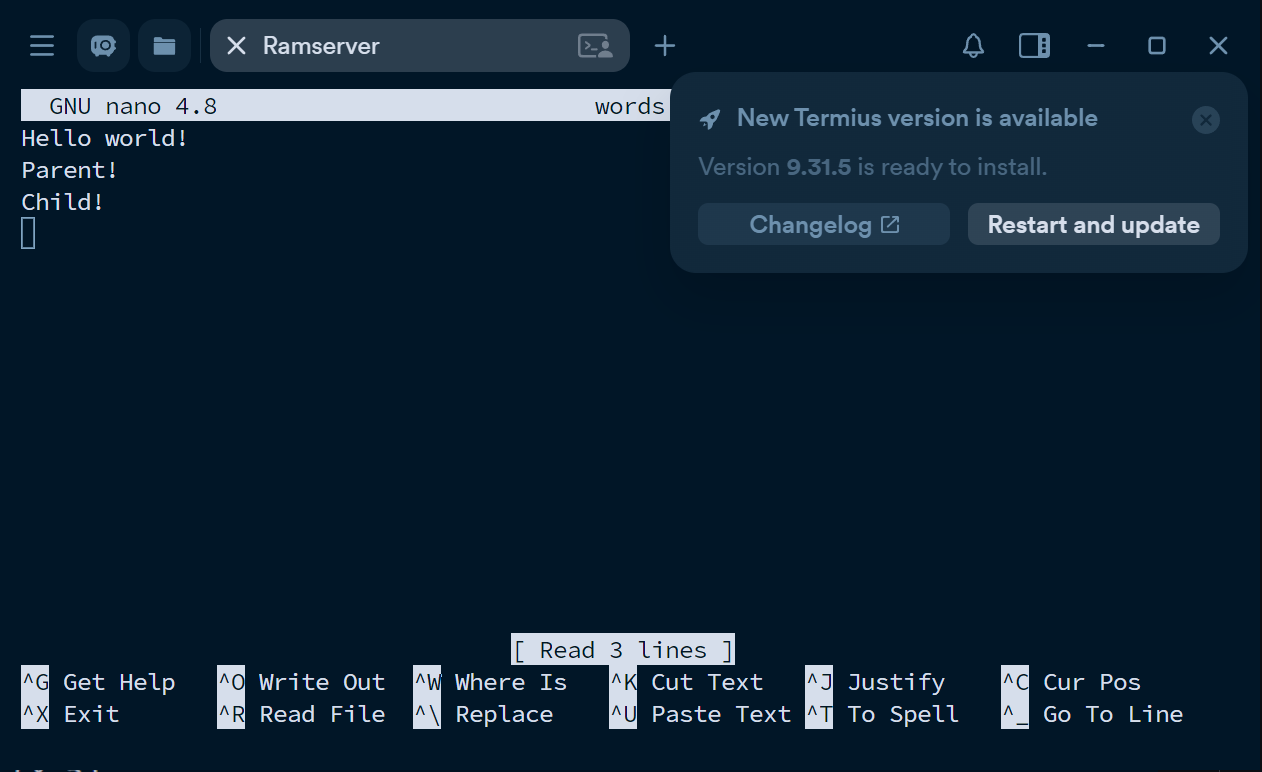 Ramserver
GNU nano 4.8 words
Hello world!
Parent!
Child!
New Termius version is available
Version 9.31.5 is ready to install.
Changelog
Restart and update
[ Read 3 lines ]
^G Get Help ^O Write Out ^W Where Is ^K Cut Text ^J Justify ^C Cur Pos
^X Exit ^R Read File ^\ Replace ^U Paste Text ^T To Spell ^_ Go To Line